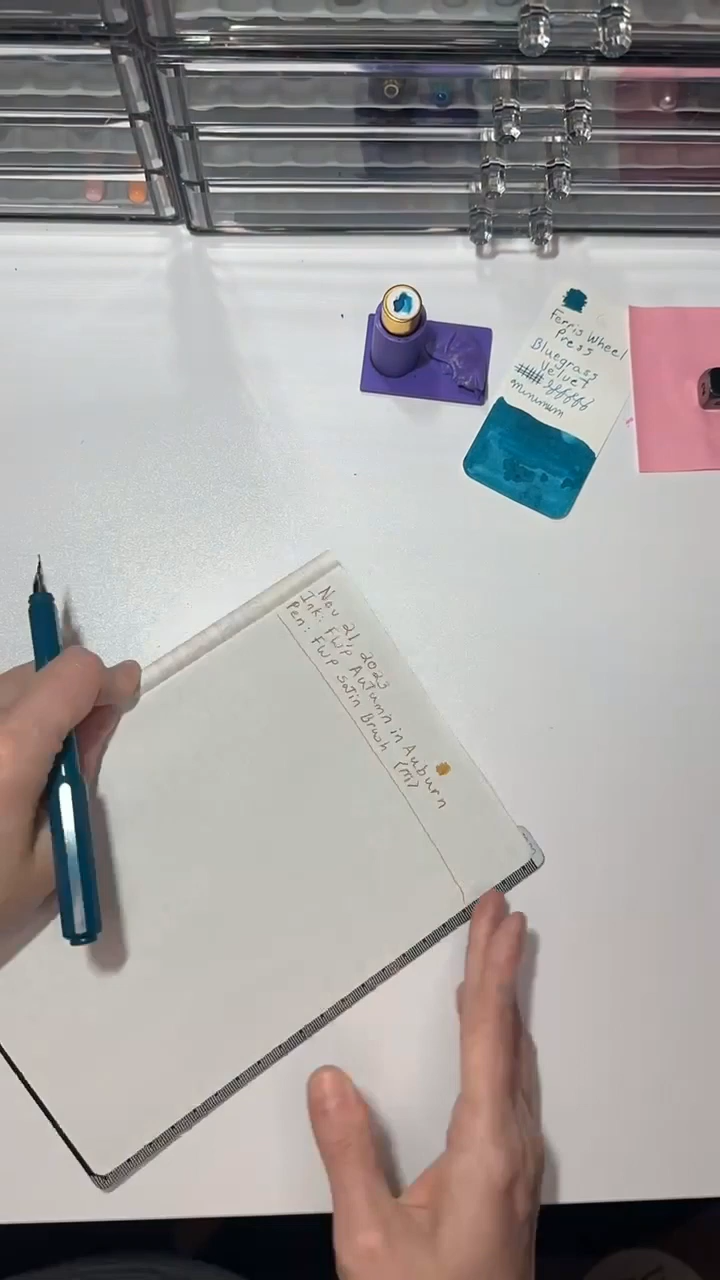 Nov 21, 2023
Ink: FWP Autumn in Auburn
Pen: FWP Satin Brush (m)
Ferris Wheel
Press
Bluegrass
Velvet
minimum